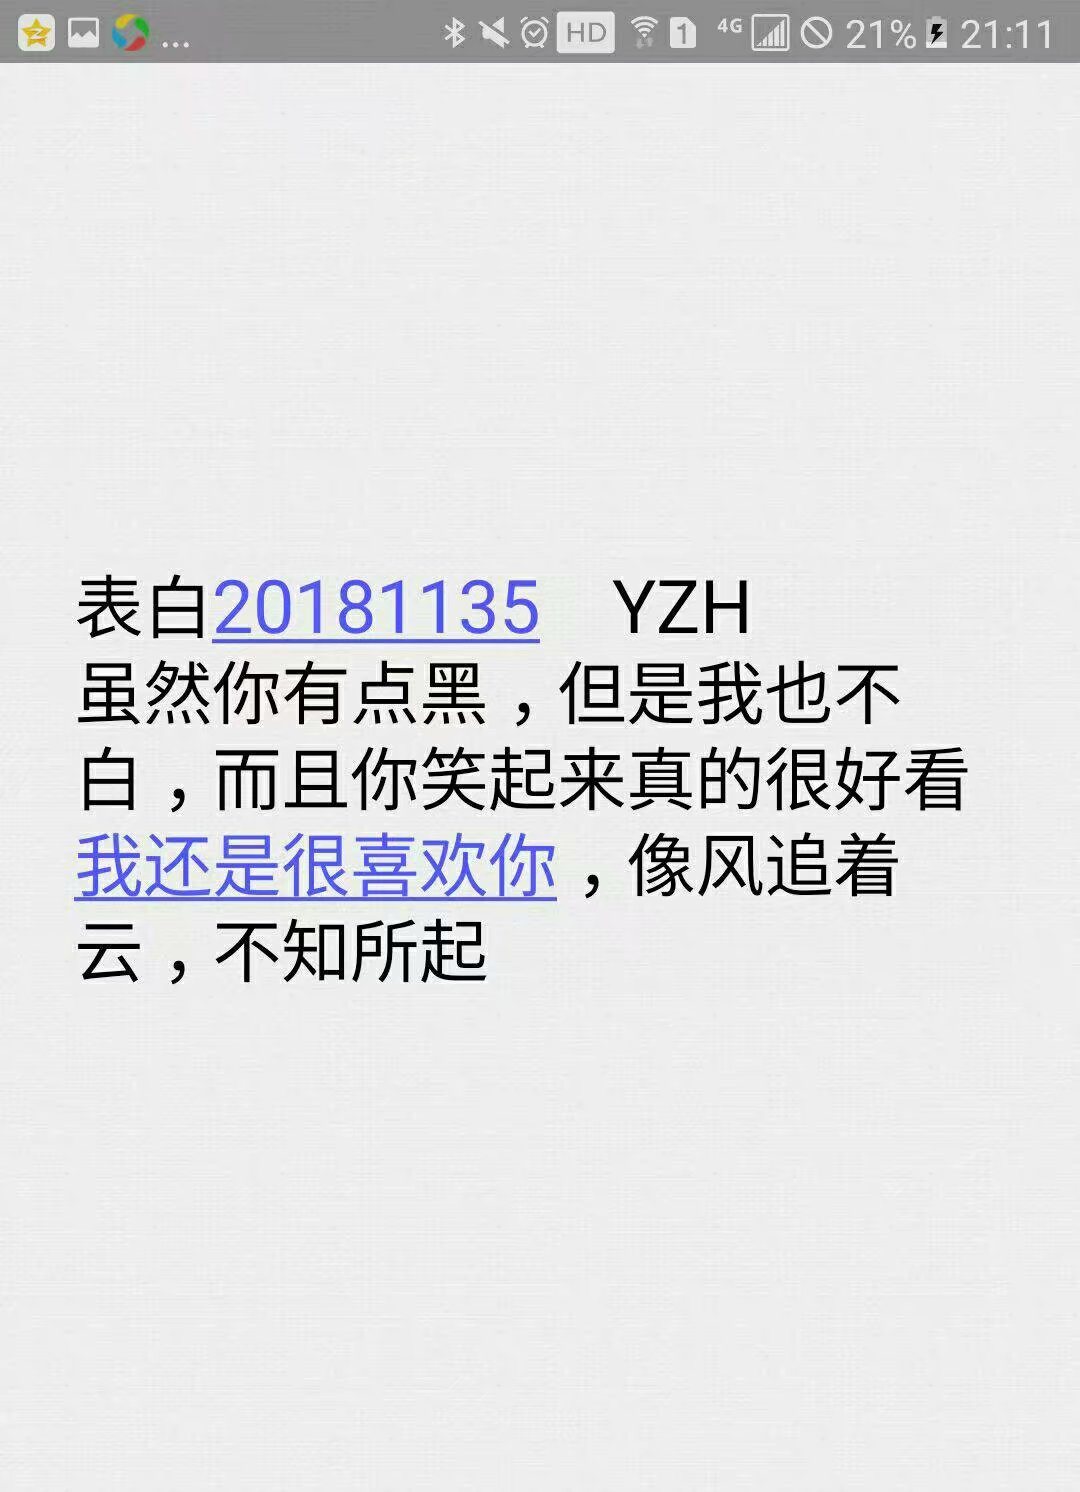 HD 1 4G 21% 21:11
表白20181135 YZH
虽然你有点黑，但是我也不
白，而且你笑起来真的很好看
我还是很喜欢你，像风追着
云，不知所起